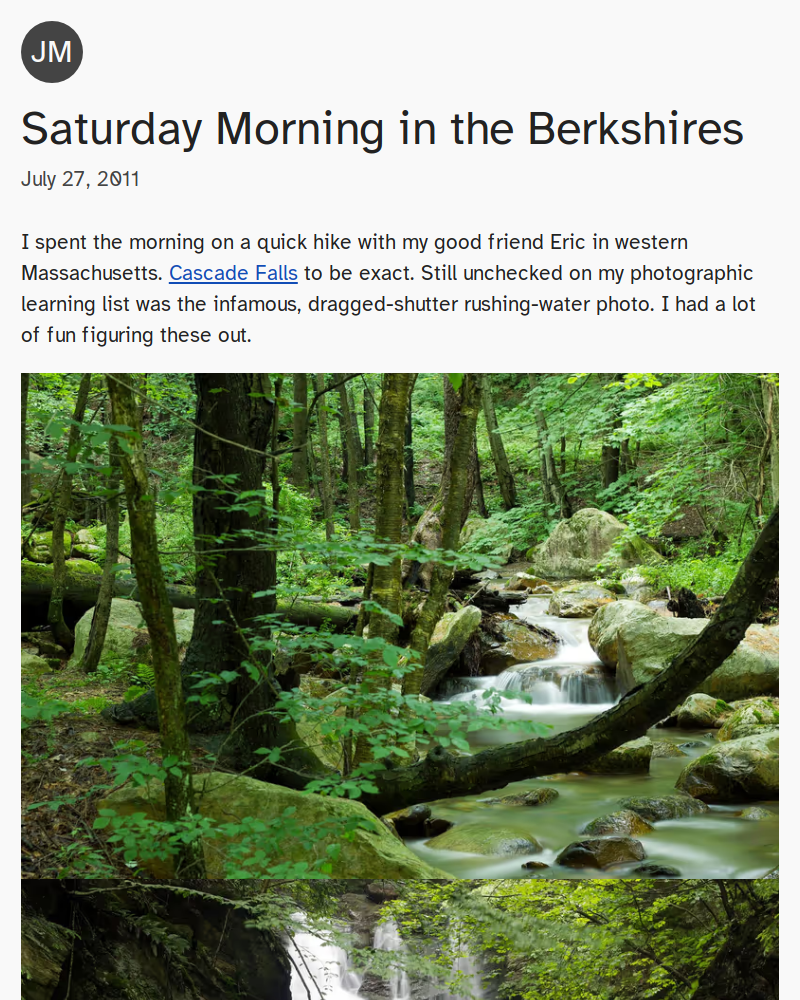 JM
Saturday Morning in the Berkshires
July 27, 2011
I spent the morning on a quick hike with my good friend Eric in western
Massachusetts. Cascade Falls to be exact. Still unchecked on my photographic
learning list was the infamous, dragged-shutter rushing-water photo. I had a lot
of fun figuring these out.